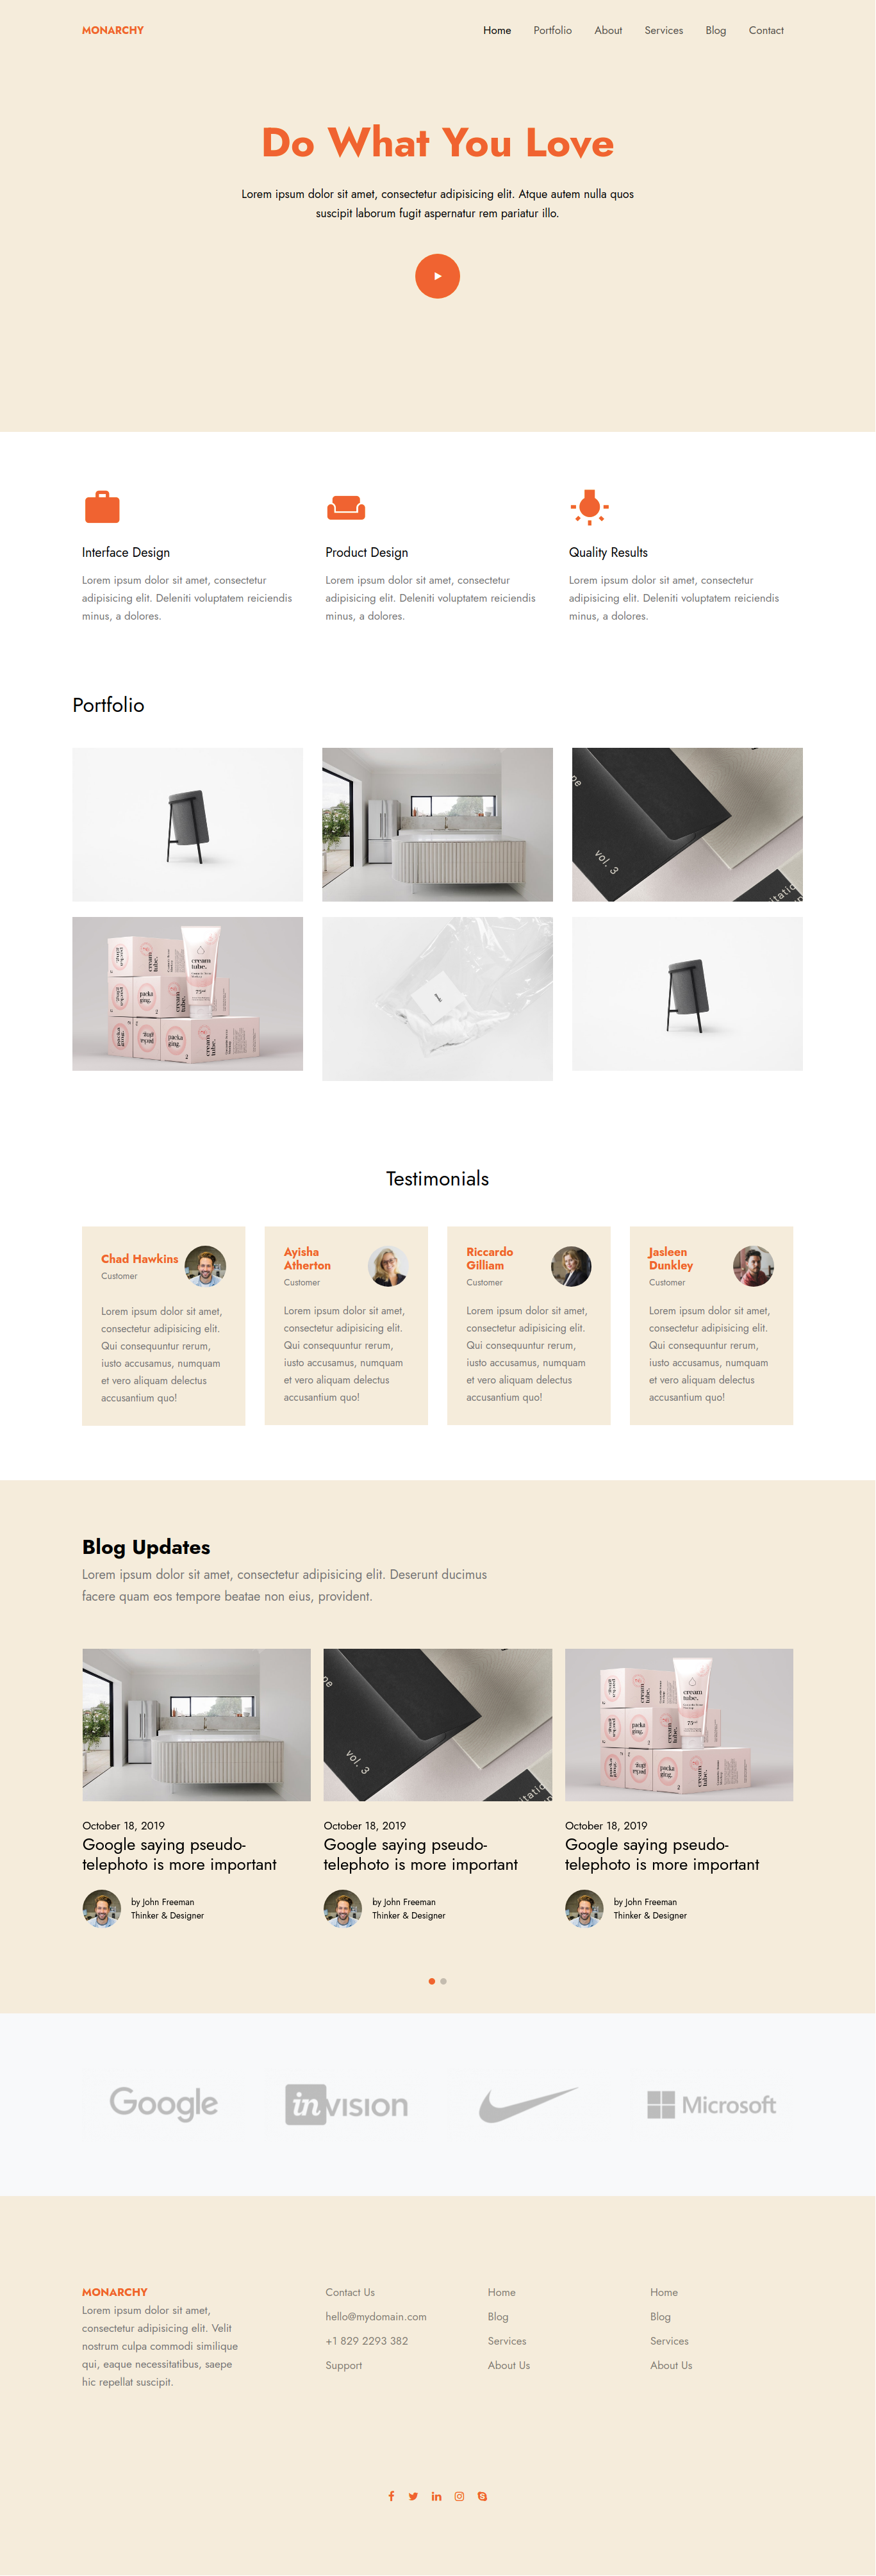 MONARCHY
Home Portfolio About Services Blog Contact
Do What You Love
Lorem ipsum dolor sit amet, consectetur adipisicing elit. Atque autem nulla quos
suscipit laborum fugit aspernatur rem pariatur illo.
Interface Design
Lorem ipsum dolor sit amet, consectetur
adipisicing elit. Deleniti voluptatem reiciendis
minus, a dolores.
Product Design
Lorem ipsum dolor sit amet, consectetur
adipisicing elit. Deleniti voluptatem reiciendis
minus, a dolores.
Quality Results
Lorem ipsum dolor sit amet, consectetur
adipisicing elit. Deleniti voluptatem reiciendis
minus, a dolores.
Portfolio
vol. 3
cream
tube.
Testimonials
Chad Hawkins
Customer
Lorem ipsum dolor sit amet,
consectetur adipisicing elit.
Qui consequuntur rerum,
iusto accusamus, numquam
et vero aliquam delectus
accusantium quo!
Ayisha
Atherton
Customer
Lorem ipsum dolor sit amet,
consectetur adipisicing elit.
Qui consequuntur rerum,
iusto accusamus, numquam
et vero aliquam delectus
accusantium quo!
Riccardo
Gilliam
Customer
Lorem ipsum dolor sit amet,
consectetur adipisicing elit.
Qui consequuntur rerum,
iusto accusamus, numquam
et vero aliquam delectus
accusantium quo!
Jasleen
Dunkley
Customer
Lorem ipsum dolor sit amet,
consectetur adipisicing elit.
Qui consequuntur rerum,
iusto accusamus, numquam
et vero aliquam delectus
accusantium quo!
Blog Updates
Lorem ipsum dolor sit amet, consectetur adipisicing elit. Deserunt ducimus
facere quam eos tempore beatae non eius, provident.
vol. 3
cream
tube.
October 18, 2019
Google saying pseudo-
telephoto is more important
by John Freeman
Thinker & Designer
October 18, 2019
Google saying pseudo-
telephoto is more important
by John Freeman
Thinker & Designer
October 18, 2019
Google saying pseudo-
telephoto is more important
by John Freeman
Thinker & Designer
Google
invision
Microsoft
MONARCHY
Lorem ipsum dolor sit amet,
consectetur adipisicing elit. Velit
nostrum culpa commodi similique
qui, eaque necessitatibus, saepe
hic repellat suscipit.
Contact Us
hello@mydomain.com
+1 829 2293 382
Support
Home
Blog
Services
About Us
Home
Blog
Services
About Us